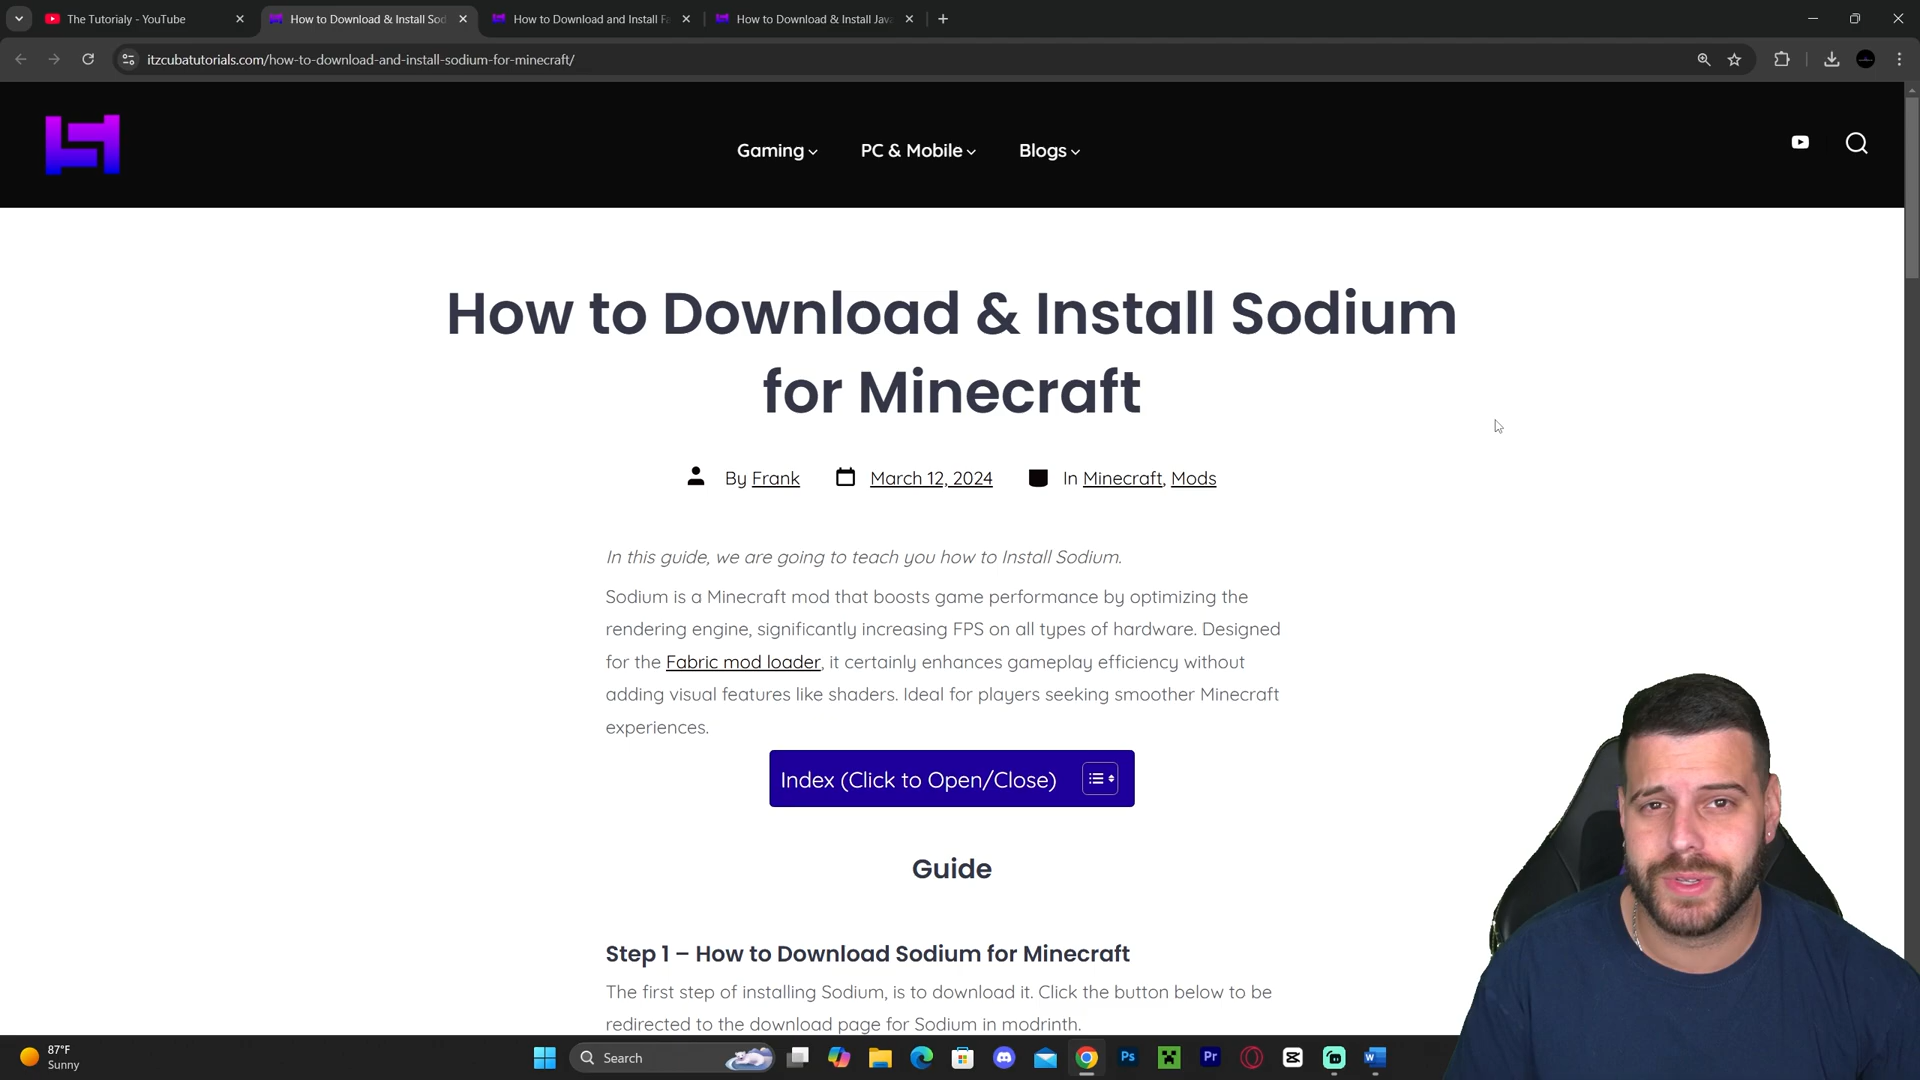 The Tutorialy - YouTube
How to Download & Install Sod
How to Download and Install Fa
How to Download & Install Java
itzcubatutorials.com/how-to-download-and-install-sodium-for-minecraft/
Gaming
PC & Mobile
Blogs
How to Download & Install Sodium
for Minecraft
By Frank
March 12, 2024
In Minecraft, Mods
In this guide, we are going to teach you how to Install Sodium.
Sodium is a Minecraft mod that boosts game performance by optimizing the
rendering engine, significantly increasing FPS on all types of hardware. Designed
for the Fabric mod loader, it certainly enhances gameplay efficiency without
adding visual features like shaders. Ideal for players seeking smoother Minecraft
experiences.
Index (Click to Open/Close)
Guide
Step 1 – How to Download Sodium for Minecraft
The first step of installing Sodium, is to download it. Click the button below to be
redirected to the download page for Sodium in modrinth.
87°F
Sunny
Search
Ps
Pr
W